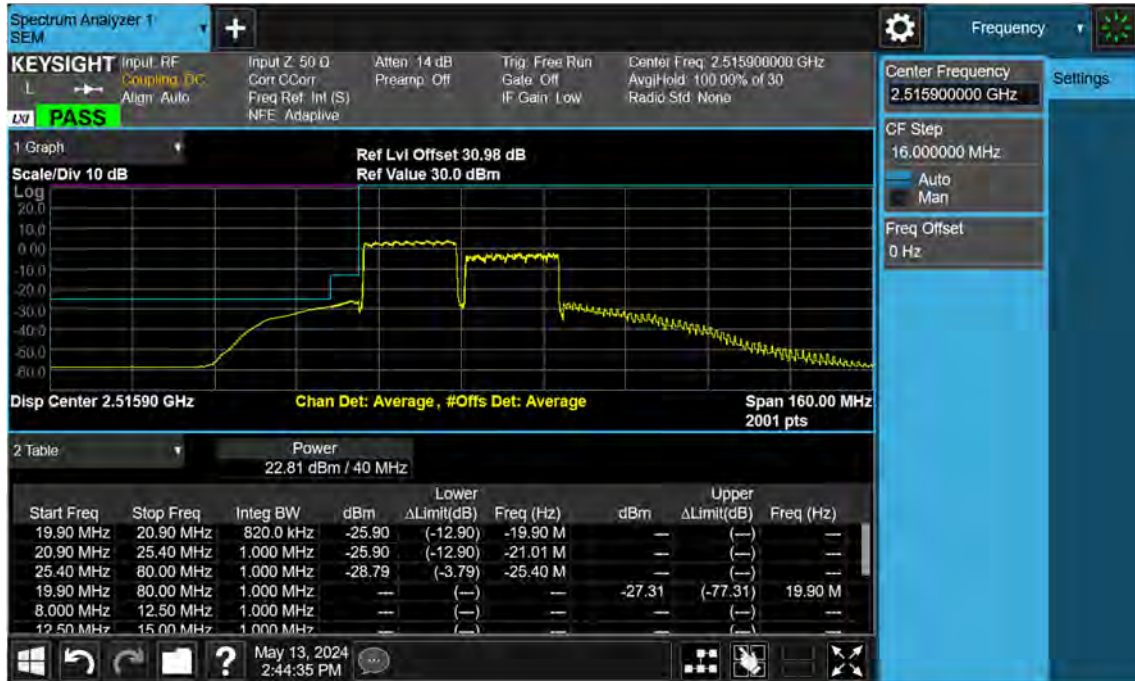 Spectrum Analyzer 1
SEM
+
Frequency
KEYSIGHT
L
LXI
PASS
Input: RF
Coupling: DC
Align: Auto
Input Z: 50 Ω
Corr CCorr
Freq Ref: Int (S)
NFE: Adaptive
Atten: 14 dB
Preamp: Off
Trig: Free Run
Gate: Off
IF Gain: Low
Center Freq: 2.515900000 GHz
Avg|Hold: 100.00% of 30
Radio Std: None
Center Frequency
2.515900000 GHz
Settings
CF Step
16.000000 MHz
Auto
Man
Freq Offset
0 Hz
1 Graph
Scale/Div 10 dB
Ref Lvl Offset 30.98 dB
Ref Value 30.0 dBm
Log
20.0
10.0
0.00
-10.0
-20.0
-30.0
-40.0
-50.0
-60.0
Disp Center 2.51590 GHz
Chan Det: Average, #Offs Det: Average
Span 160.00 MHz
2001 pts
2 Table
Power
22.81 dBm / 40 MHz
Lower Upper
Start Freq Stop Freq Integ BW dBm ΔLimit(dB) Freq (Hz) dBm ΔLimit(dB) Freq (Hz)
19.90 MHz 20.90 MHz 820.0 kHz -25.90 (-12.90) -19.90 M --- (---) ---
20.90 MHz 25.40 MHz 1.000 MHz -25.90 (-12.90) -21.01 M --- (---) ---
25.40 MHz 80.00 MHz 1.000 MHz -28.79 (-3.79) -25.40 M --- (---) ---
19.90 MHz 80.00 MHz 1.000 MHz --- (---) --- -27.31 (-77.31) 19.90 M
8.000 MHz 12.50 MHz 1.000 MHz --- (---) --- --- (---) ---
12.50 MHz 15.00 MHz 1.000 MHz --- (---) --- --- (---) ---
?
May 13, 2024
2:44:35 PM